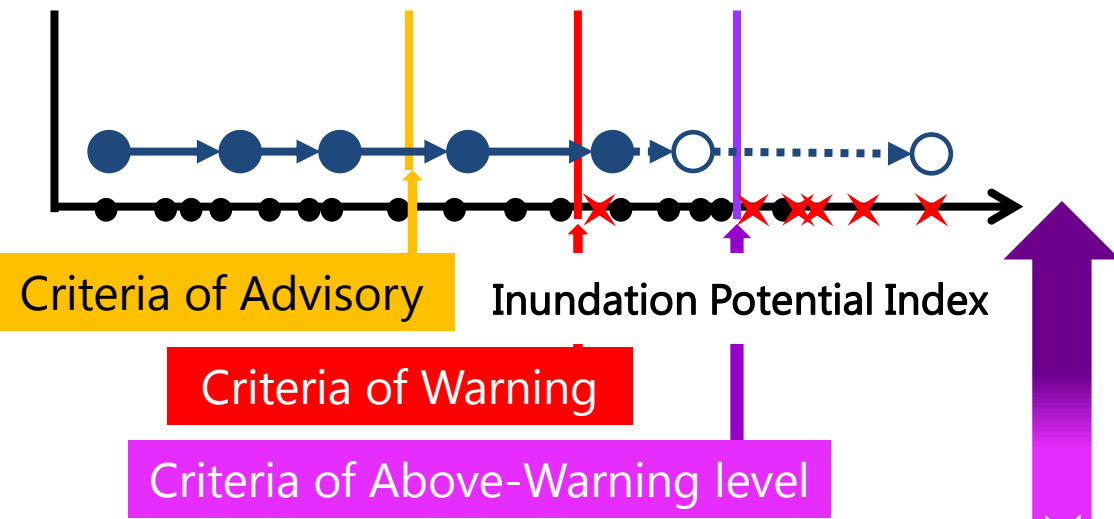 Criteria of Advisory
Inundation Potential Index
Criteria of Warning
Criteria of Above-Warning level